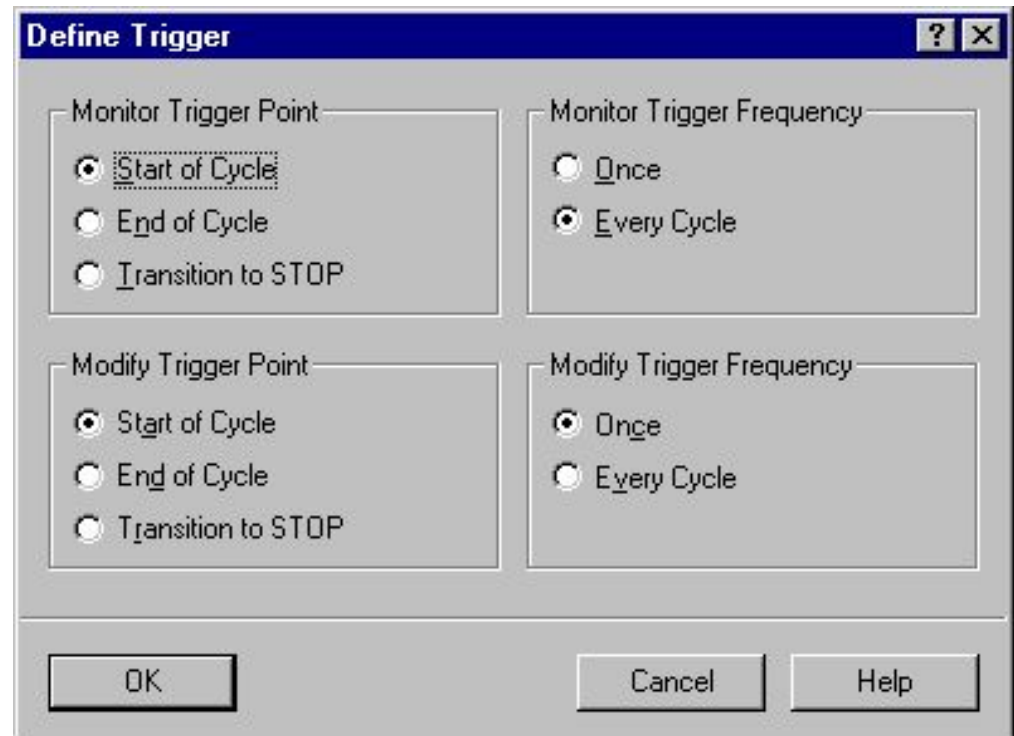 Define Trigger
Monitor Trigger Point
Start of Cycle
End of Cycle
Transition to STOP
Monitor Trigger Frequency
Once
Every Cycle
Modify Trigger Point
Start of Cycle
End of Cycle
Transition to STOP
Modify Trigger Frequency
Once
Every Cycle
OK
Cancel
Help